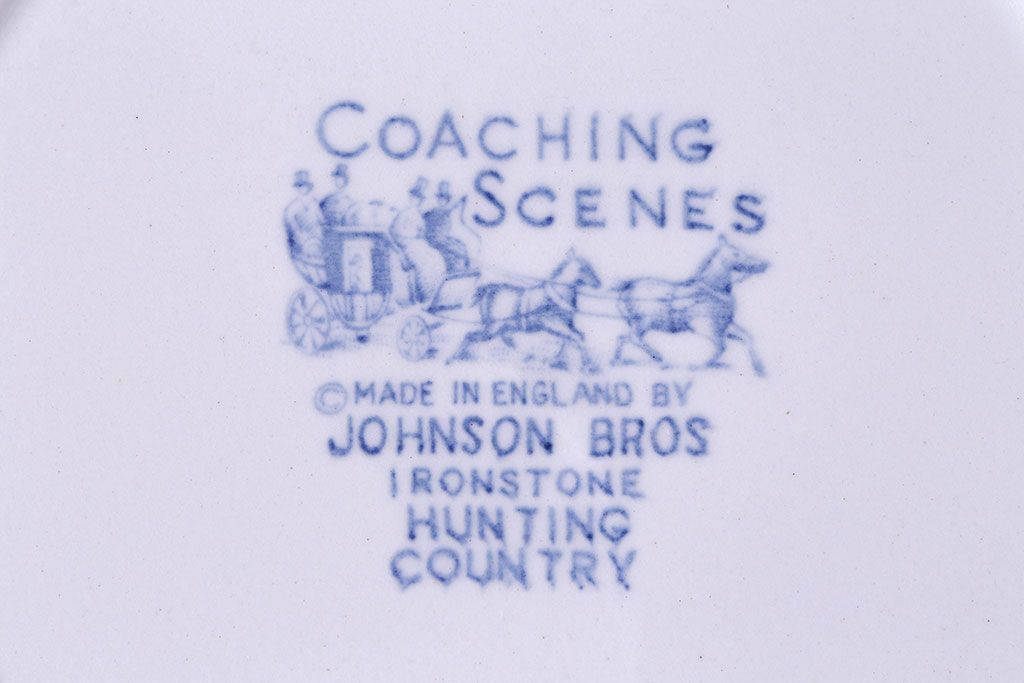 COACHING
SCENES
© MADE IN ENGLAND BY
JOHNSON BROS
IRONSTONE
HUNTING
COUNTRY